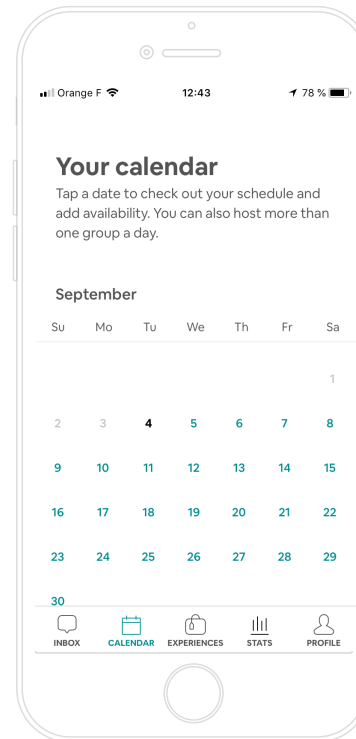 Orange F 12:43 78 %
Your calendar
Tap a date to check out your schedule and
add availability. You can also host more than
one group a day.
September
Su Mo Tu We Th Fr Sa
1
2 3 4 5 6 7 8
9 10 11 12 13 14 15
16 17 18 19 20 21 22
23 24 25 26 27 28 29
30
INBOX CALENDAR EXPERIENCES STATS PROFILE